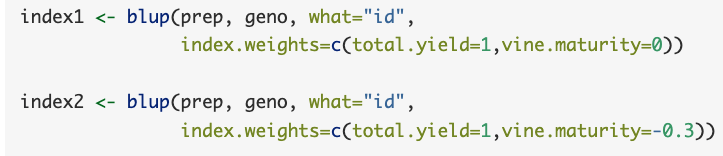 index1 <- blup(prep, geno, what="id",
               index.weights=c(total.yield=1,vine.maturity=0))

index2 <- blup(prep, geno, what="id",
               index.weights=c(total.yield=1,vine.maturity=-0.3))